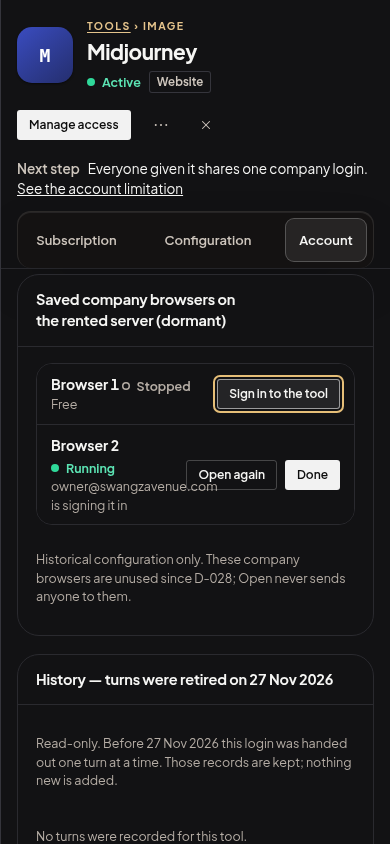 TOOLS › IMAGE
M
Midjourney
Active
Website
Manage access
Next step Everyone given it shares one company login.
See the account limitation
Subscription
Configuration
Account
Saved company browsers on
the rented server (dormant)
Browser 1
Stopped
Free
Sign in to the tool
Browser 2
Running
owner@swangzavenue.com
is signing it in
Open again
Done
Historical configuration only. These company
browsers are unused since D-028; Open never sends
anyone to them.
History — turns were retired on 27 Nov 2026
Read-only. Before 27 Nov 2026 this login was handed
out one turn at a time. Those records are kept; nothing
new is added.
No turns were recorded for this tool.